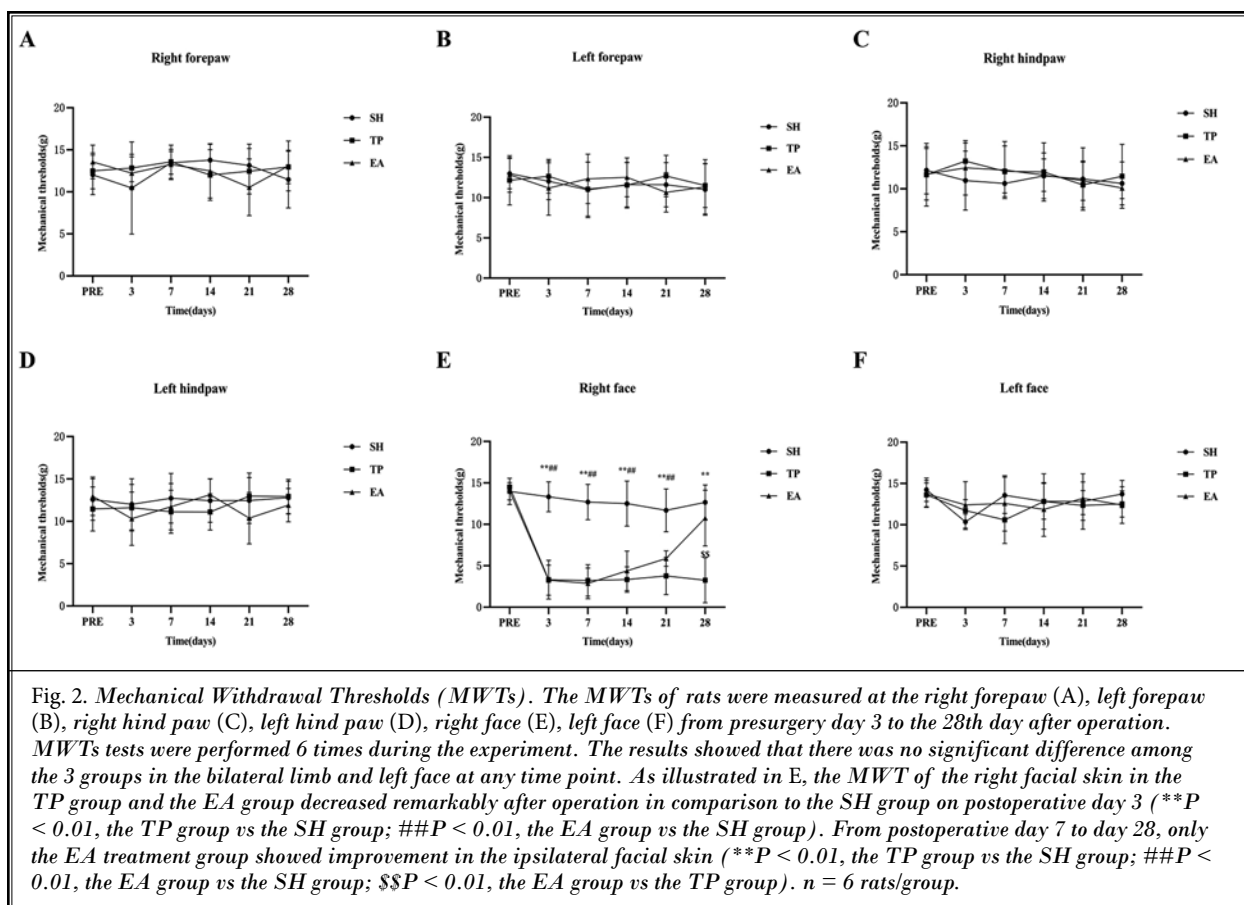 A
Right forepaw
Mechanical thresholds(g)
20
15
10
5
0
PRE 3 7 14 21 28
Time(days)
SH
TP
EA
B
Left forepaw
Mechanical thresholds(g)
20
15
10
5
0
PRE 3 7 14 21 28
Time(days)
SH
TP
EA
C
Right hindpaw
Mechanical thresholds(g)
20
15
10
5
0
PRE 3 7 14 21 28
Time(days)
SH
TP
EA
D
Left hindpaw
Mechanical thresholds(g)
20
15
10
5
0
PRE 3 7 14 21 28
Time(days)
SH
TP
EA
E
Right face
Mechanical thresholds(g)
20
15
10
5
0
**## **## **## **## **
$$
PRE 3 7 14 21 28
Time(days)
SH
TP
EA
F
Left face
Mechanical thresholds(g)
20
15
10
5
0
PRE 3 7 14 21 28
Time(days)
SH
TP
EA
Fig. 2. Mechanical Withdrawal Thresholds (MWTs). The MWTs of rats were measured at the right forepaw (A), left forepaw
(B), right hind paw (C), left hind paw (D), right face (E), left face (F) from presurgery day 3 to the 28th day after operation.
MWTs tests were performed 6 times during the experiment. The results showed that there was no significant difference among
the 3 groups in the bilateral limb and left face at any time point. As illustrated in E, the MWT of the right facial skin in the
TP group and the EA group decreased remarkably after operation in comparison to the SH group on postoperative day 3 (**P
< 0.01, the TP group vs the SH group; ##P < 0.01, the EA group vs the SH group). From postoperative day 7 to day 28, only
the EA treatment group showed improvement in the ipsilateral facial skin (**P < 0.01, the TP group vs the SH group; ##P <
0.01, the EA group vs the SH group; $$P < 0.01, the EA group vs the TP group). n = 6 rats/group.